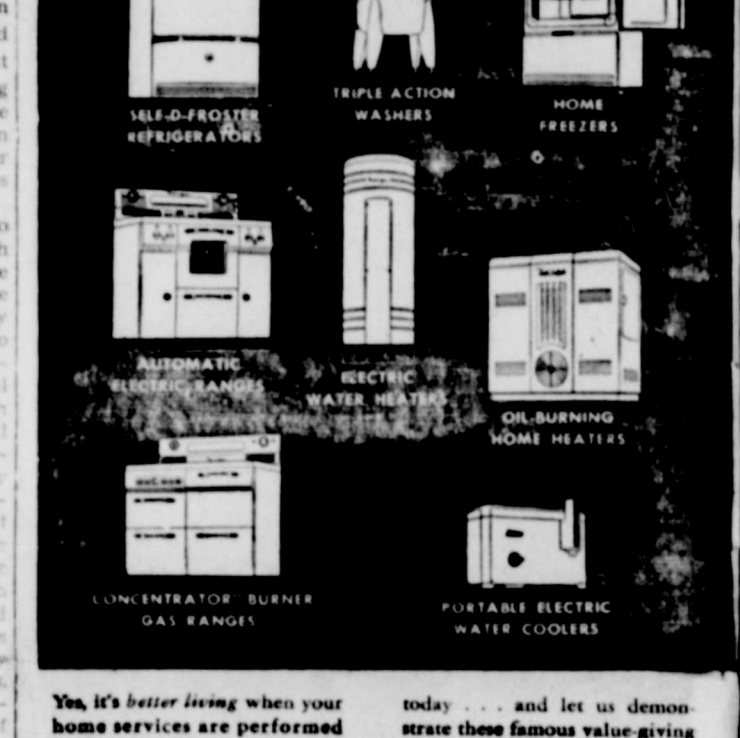 SELF-D-FROSTER
REFRIGERATORS
TRIPLE ACTION
WASHERS
HOME
FREEZERS
AUTOMATIC
ELECTRIC RANGES
ELECTRIC
WATER HEATERS
OIL-BURNING
HOME HEATERS
CONCENTRATOR" BURNER
GAS RANGES
PORTABLE ELECTRIC
WATER COOLERS
Yes, it's better living when your
home services are performed
today . . . and let us demon-
strate these famous value-giving